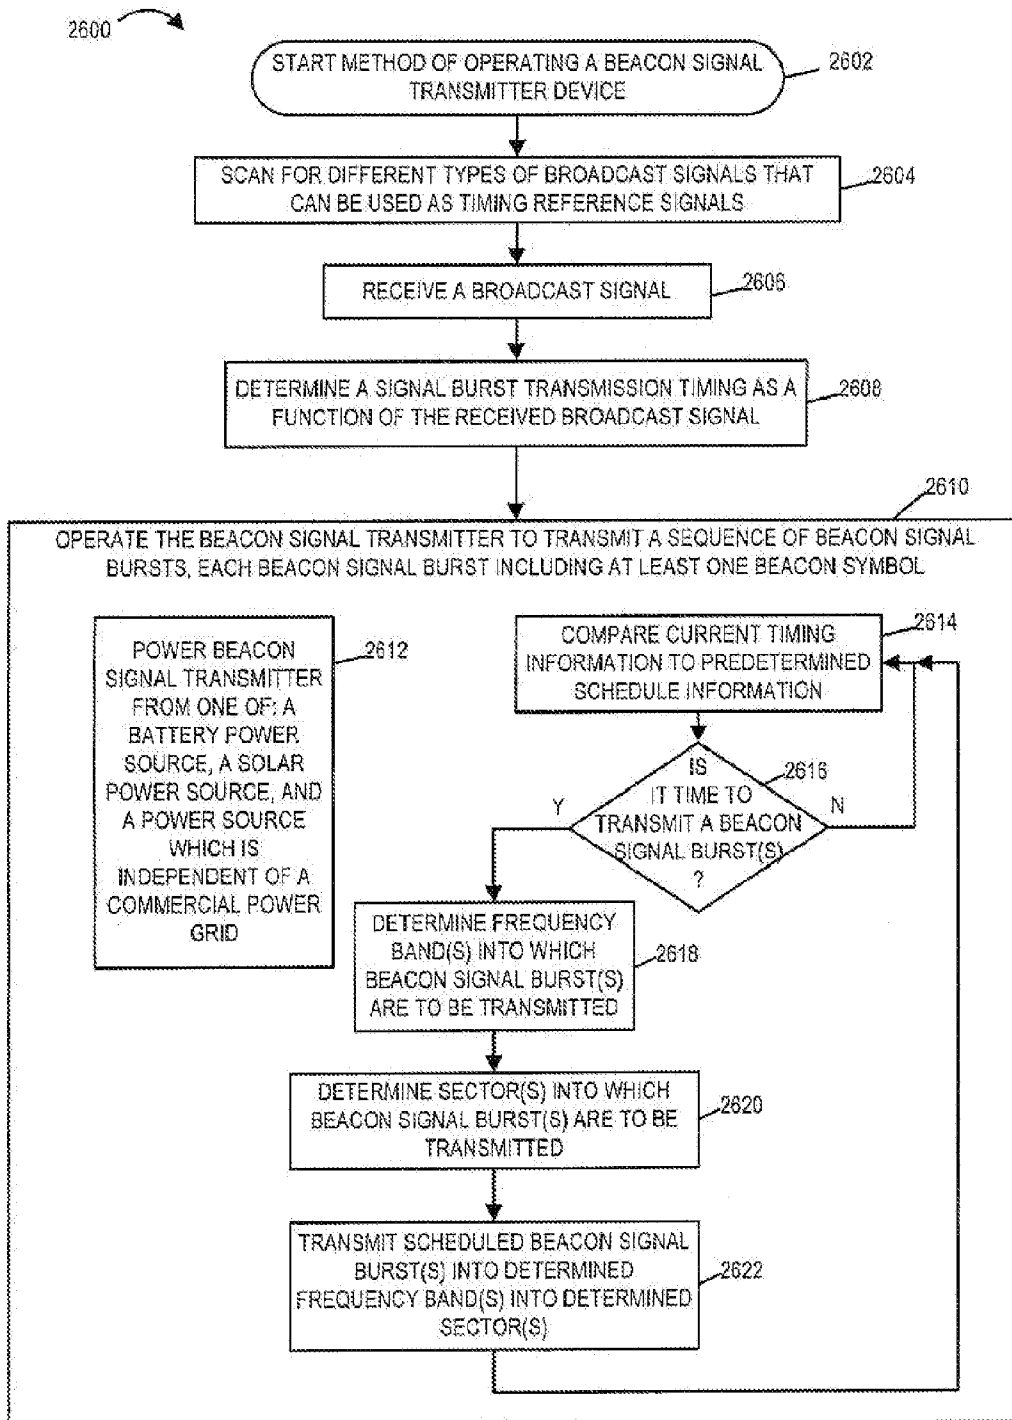 2600
START METHOD OF OPERATING A BEACON SIGNAL
TRANSMITTER DEVICE
2602
SCAN FOR DIFFERENT TYPES OF BROADCAST SIGNALS THAT
CAN BE USED AS TIMING REFERENCE SIGNALS
2604
RECEIVE A BROADCAST SIGNAL
2606
DETERMINE A SIGNAL BURST TRANSMISSION TIMING AS A
FUNCTION OF THE RECEIVED BROADCAST SIGNAL
2608
2610
OPERATE THE BEACON SIGNAL TRANSMITTER TO TRANSMIT A SEQUENCE OF BEACON SIGNAL
BURSTS, EACH BEACON SIGNAL BURST INCLUDING AT LEAST ONE BEACON SYMBOL
POWER BEACON
SIGNAL TRANSMITTER
FROM ONE OF: A
BATTERY POWER
SOURCE, A SOLAR
POWER SOURCE, AND
A POWER SOURCE
WHICH IS
INDEPENDENT OF A
COMMERCIAL POWER
GRID
2612
COMPARE CURRENT TIMING
INFORMATION TO PREDETERMINED
SCHEDULE INFORMATION
2614
IS
IT TIME TO
TRANSMIT A BEACON
SIGNAL BURST(S)
?
2616
Y
N
DETERMINE FREQUENCY
BAND(S) INTO WHICH
BEACON SIGNAL BURST(S)
ARE TO BE TRANSMITTED
2618
DETERMINE SECTOR(S) INTO WHICH
BEACON SIGNAL BURST(S) ARE TO BE
TRANSMITTED
2620
TRANSMIT SCHEDULED BEACON SIGNAL
BURST(S) INTO DETERMINED
FREQUENCY BAND(S) INTO DETERMINED
SECTOR(S)
2622